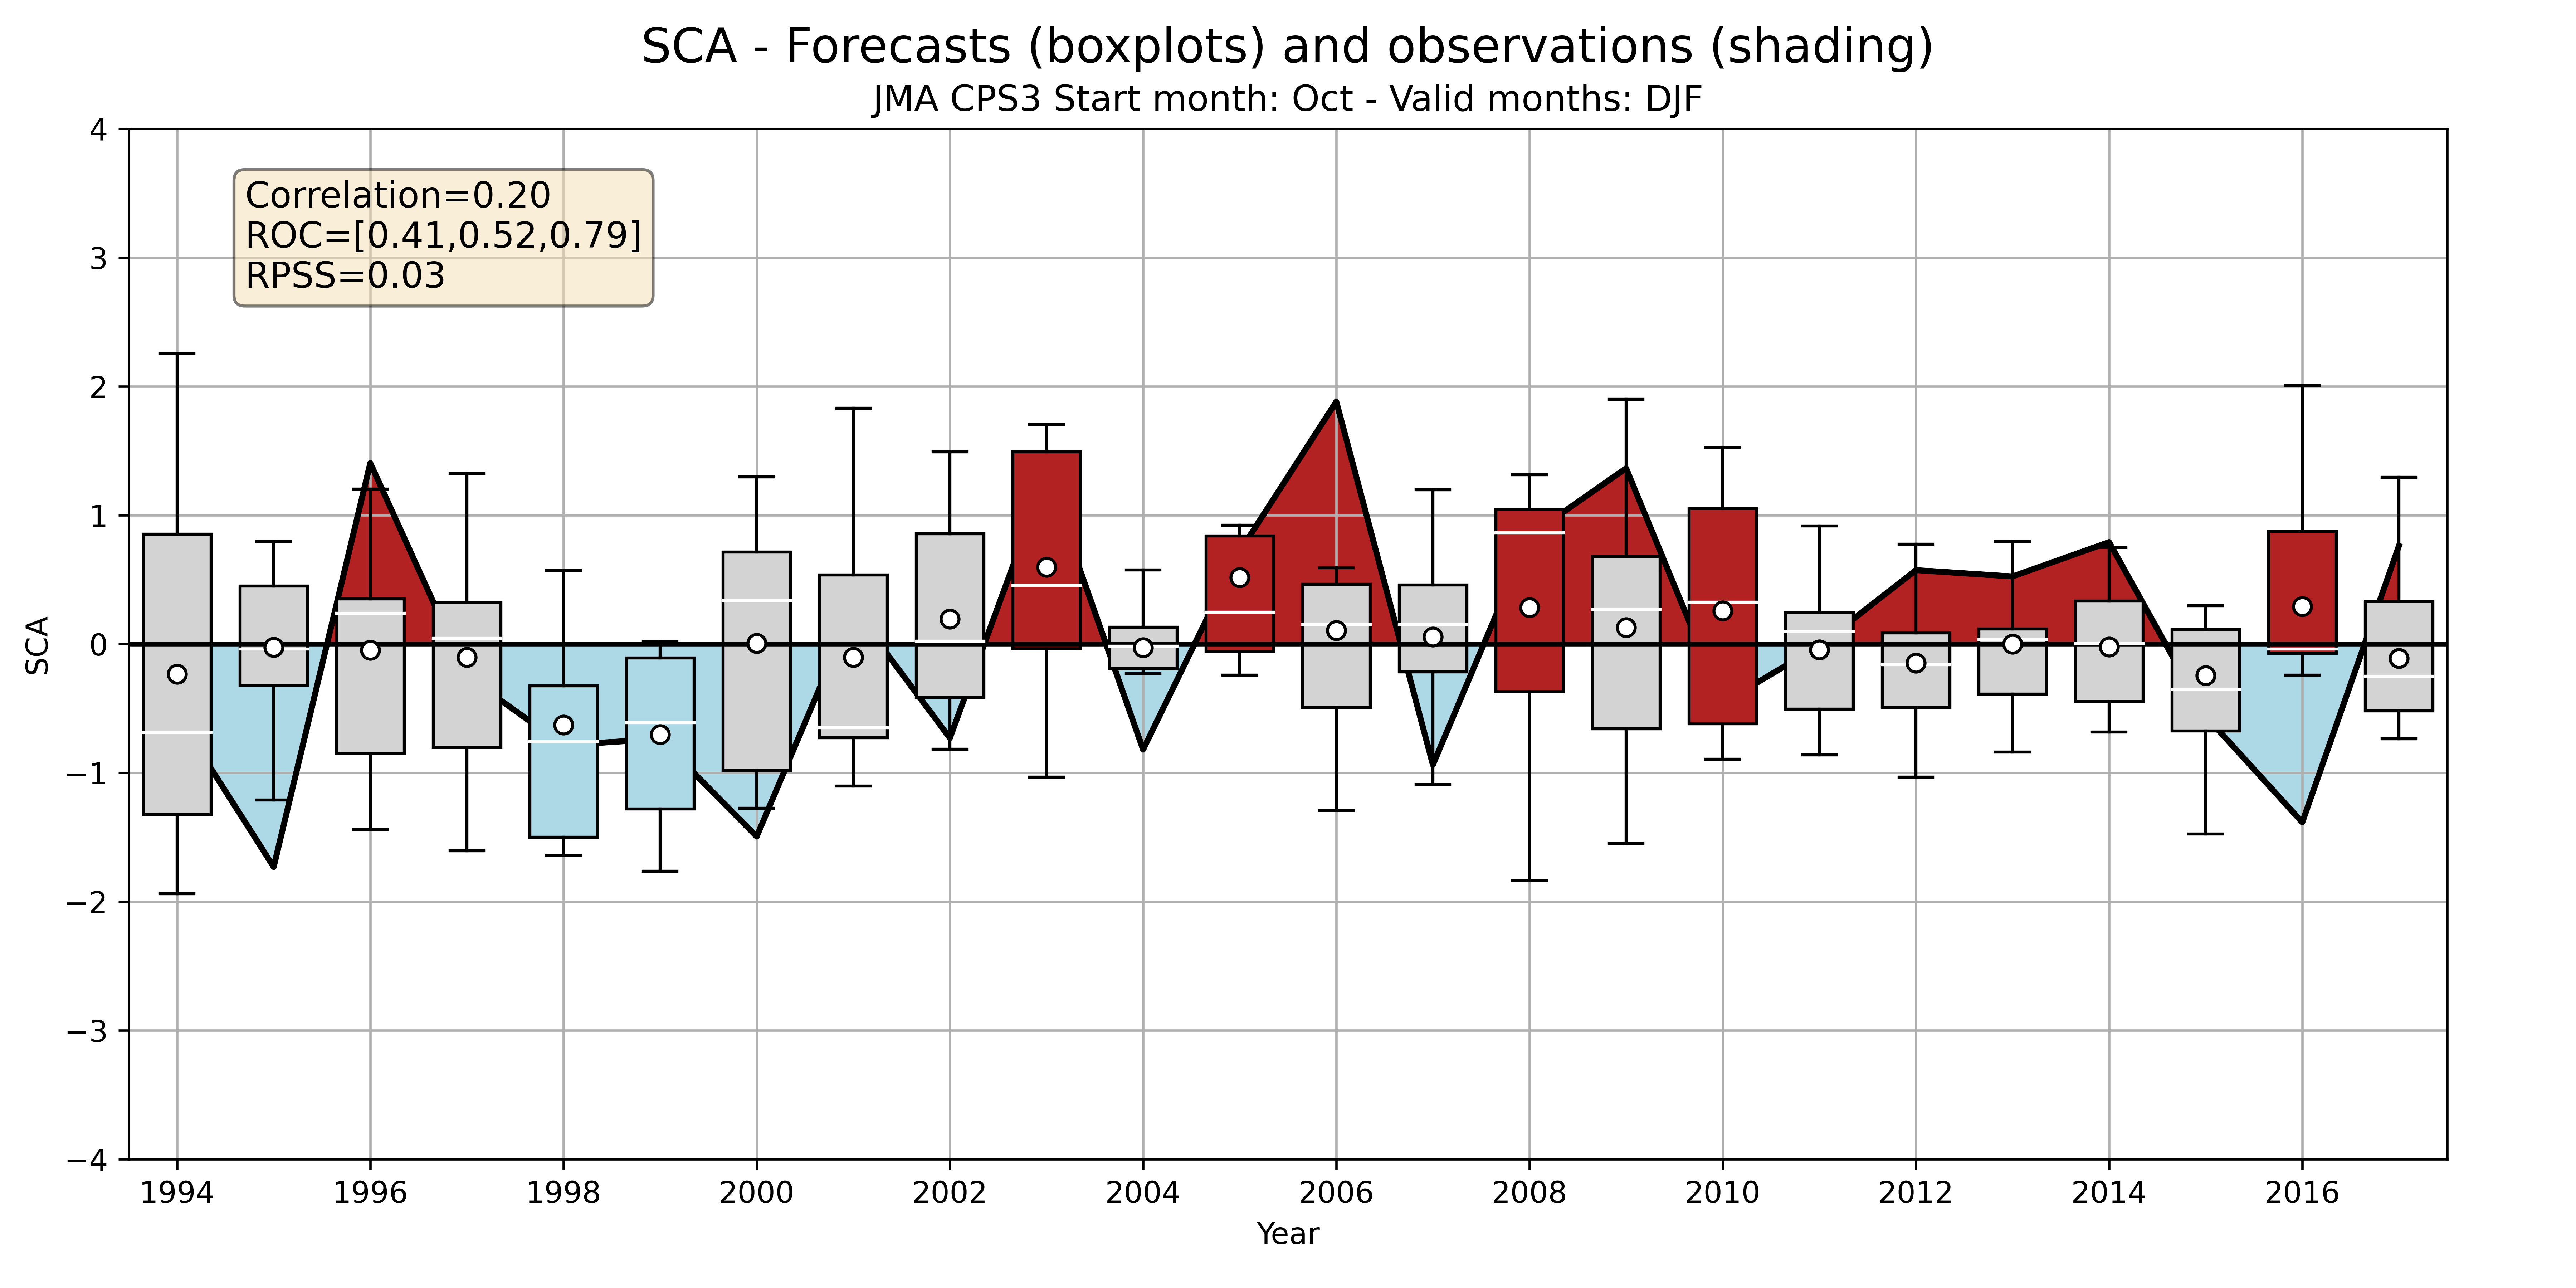 SCA - Forecasts (boxplots) and observations (shading)
JMA CPS3 Start month: Oct - Valid months: DJF
Correlation=0.20
ROC=[0.41,0.52,0.79]
RPSS=0.03
4
3
2
1
0
−1
−2
−3
−4
SCA
1994 1996 1998 2000 2002 2004 2006 2008 2010 2012 2014 2016
Year